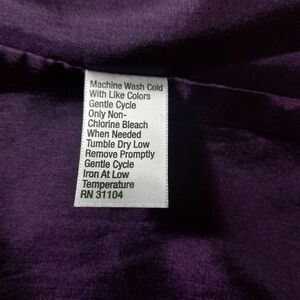 Machine Wash Cold
With Like Colors
Gentle Cycle
Only Non-
Chlorine Bleach
When Needed
Tumble Dry Low
Remove Promptly
Gentle Cycle
Iron At Low
Temperature
RN 31104